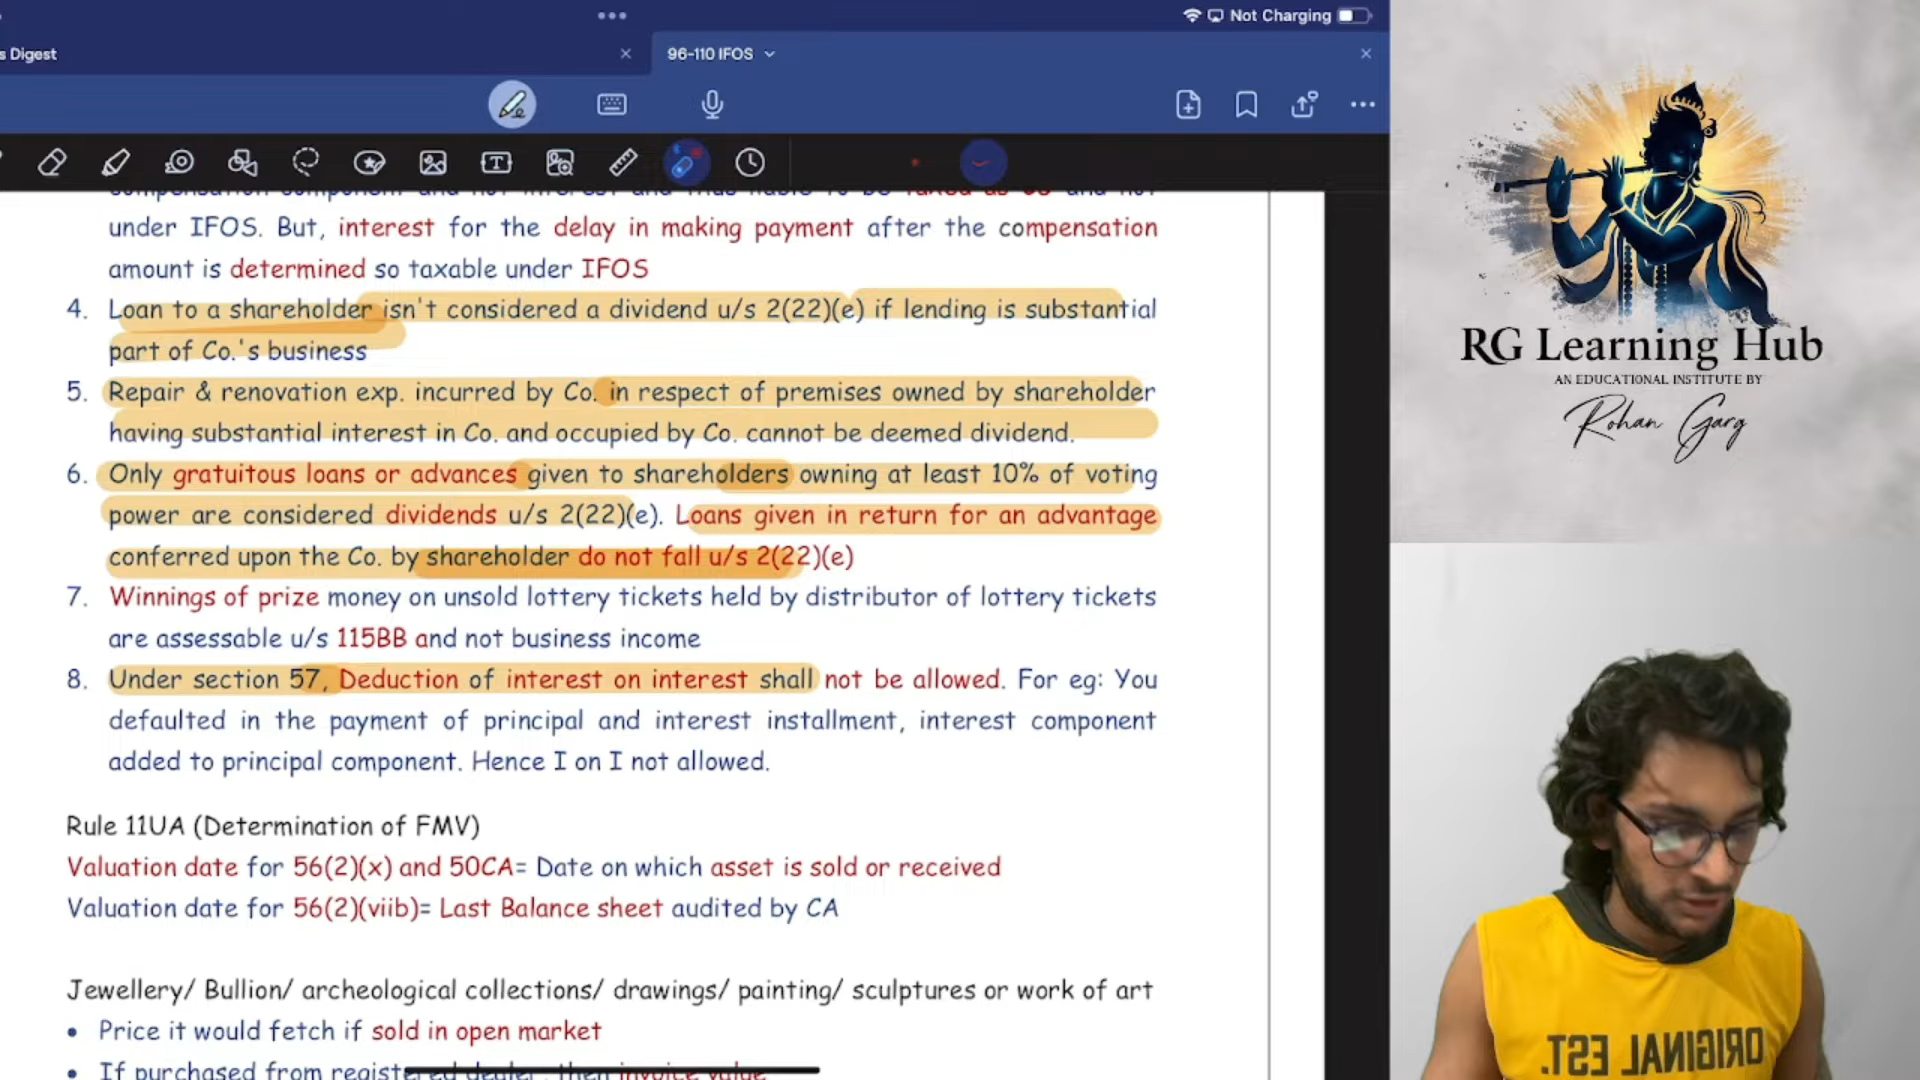 Not Charging
s Digest
96-110 IFOS
under IFOS. But, interest for the delay in making payment after the compensation
amount is determined so taxable under IFOS
4. Loan to a shareholder isn't considered a dividend u/s 2(22)(e) if lending is substantial
part of Co.'s business
5. Repair & renovation exp. incurred by Co. in respect of premises owned by shareholder
having substantial interest in Co. and occupied by Co. cannot be deemed dividend.
6. Only gratuitous loans or advances given to shareholders owning at least 10% of voting
power are considered dividends u/s 2(22)(e). Loans given in return for an advantage
conferred upon the Co. by shareholder do not fall u/s 2(22)(e)
7. Winnings of prize money on unsold lottery tickets held by distributor of lottery tickets
are assessable u/s 115BB and not business income
8. Under section 57, Deduction of interest on interest shall not be allowed. For eg: You
defaulted in the payment of principal and interest installment, interest component
added to principal component. Hence I on I not allowed.
Rule 11UA (Determination of FMV)
Valuation date for 56(2)(x) and 50CA= Date on which asset is sold or received
Valuation date for 56(2)(viib)= Last Balance sheet audited by CA
Jewellery/ Bullion/ archeological collections/ drawings/ painting/ sculptures or work of art
• Price it would fetch if sold in open market
• If purchased from registered dealer, then invoice value
RG Learning Hub
AN EDUCATIONAL INSTITUTE BY
Rohan Garg
ORIGINAL EST.